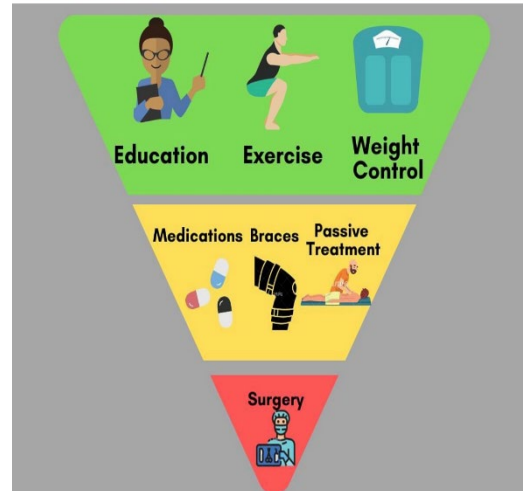 Education Exercise Weight
Control
Medications Braces Passive
Treatment
Surgery